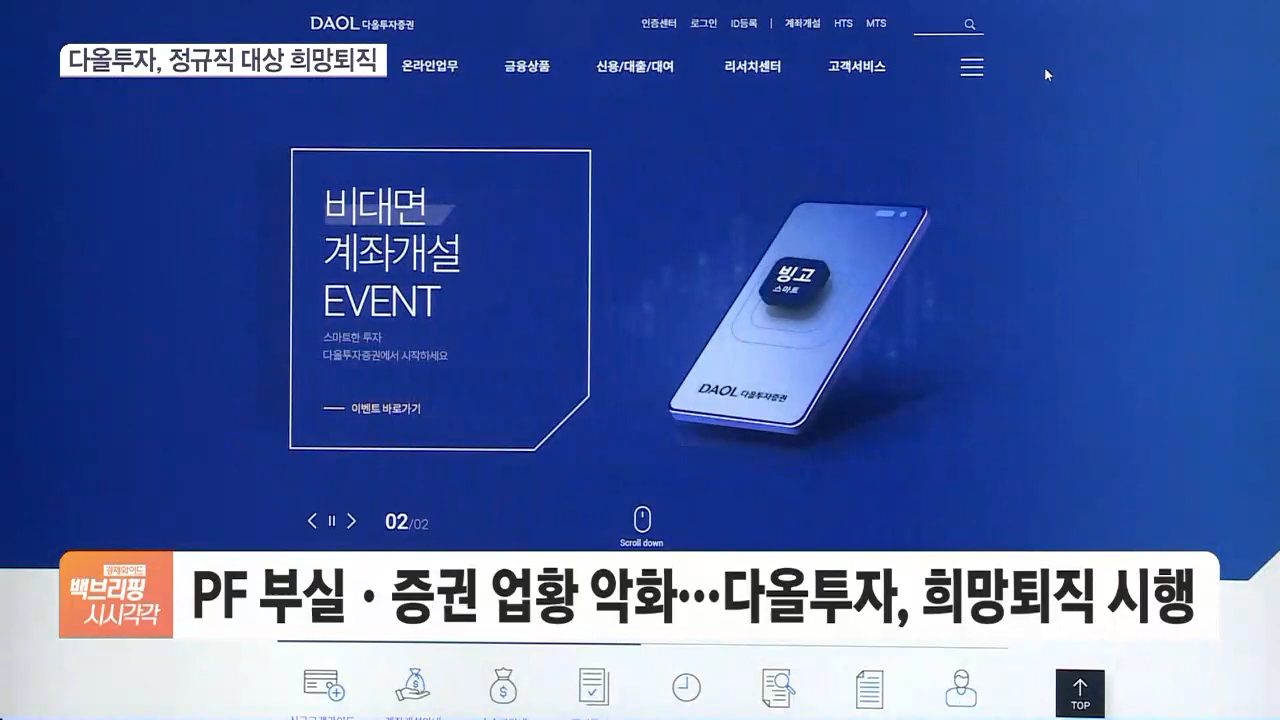 DAOL 다올투자증권
인증센터 로그인 ID등록 | 계좌개설 HTS MTS
다올투자, 정규직 대상 희망퇴직
온라인업무 금융상품 신용/대출/대여 리서치센터 고객서비스
비대면
계좌개설
EVENT
스마트한 투자
다올투자증권에서 시작하세요
이벤트 바로가기
빙고
스마트
DAOL 다올투자증권
02/02
Scroll down
경제와이드
백브리핑
시시각각
PF 부실·증권 업황 악화…다올투자, 희망퇴직 시행
TOP